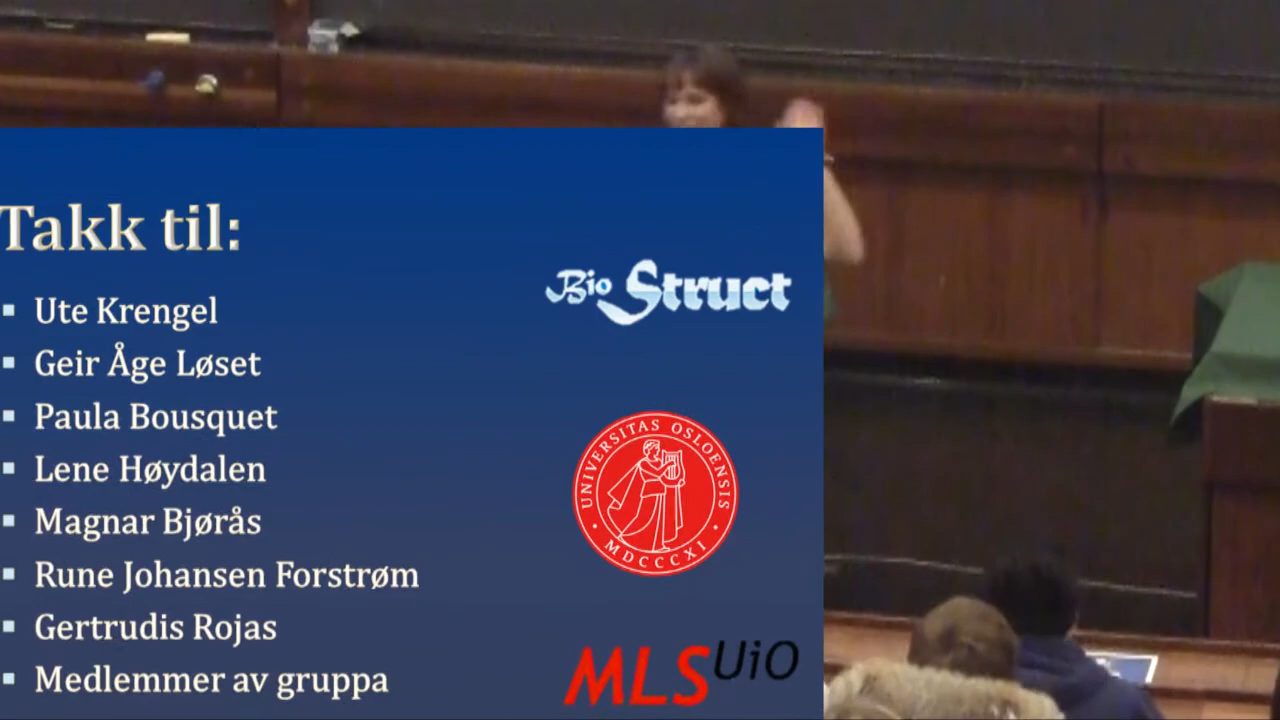 Takk til:
Ute Krengel
Geir Åge Løset
Paula Bousquet
Lene Høydalen
Magnar Bjørås
Rune Johansen Forstrøm
Gertrudis Rojas
Medlemmer av gruppa
Bio Struct
UNIVERSITAS OSLOENSIS
MDCCCXI
MLS UiO